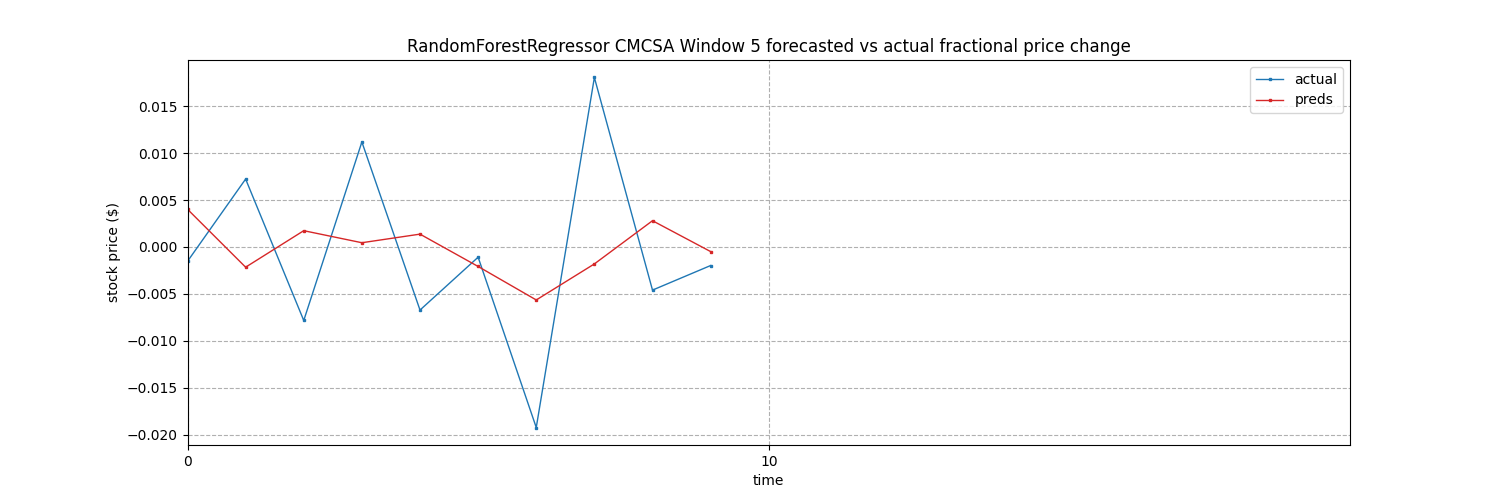 RandomForestRegressor CMCSA Window 5 forecasted vs actual fractional price change
actual
preds
stock price ($)
0.015
0.010
0.005
0.000
−0.005
−0.010
−0.015
−0.020
0
10
time